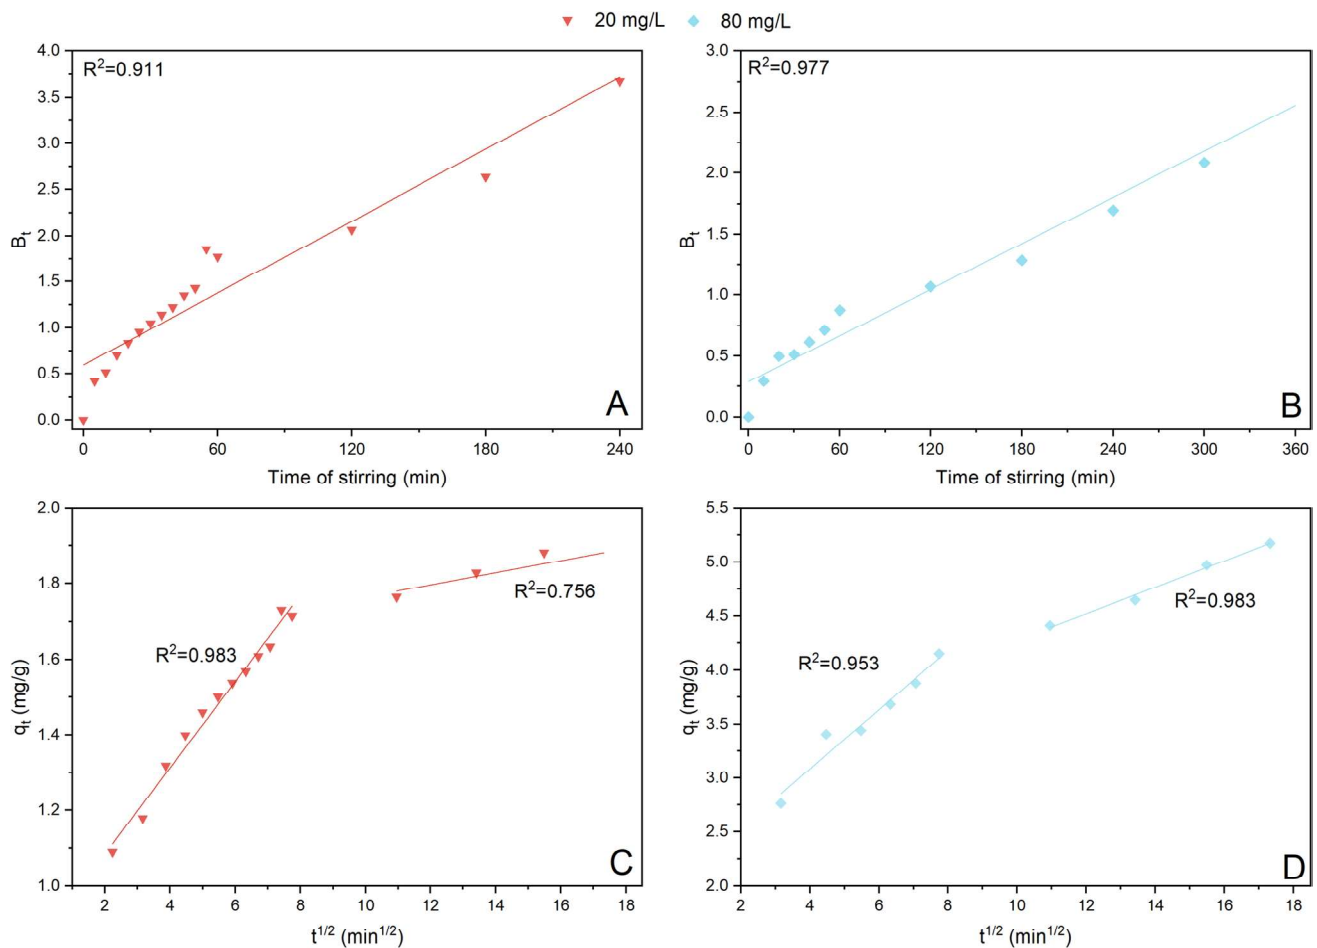 20 mg/L 80 mg/L
R²=0.911
4.0
3.5
3.0
2.5
2.0
1.5
1.0
0.5
0.0
Bₜ
0 60 120 180 240
Time of stirring (min)
A
R²=0.977
3.0
2.5
2.0
1.5
1.0
0.5
0.0
Bₜ
0 60 120 180 240 300 360
Time of stirring (min)
B
2.0
1.8
1.6
1.4
1.2
1.0
qₜ (mg/g)
R²=0.983
R²=0.756
2 4 6 8 10 12 14 16 18
t¹/² (min¹/²)
C
5.5
5.0
4.5
4.0
3.5
3.0
2.5
2.0
qₜ (mg/g)
R²=0.953
R²=0.983
2 4 6 8 10 12 14 16 18
t¹/² (min¹/²)
D